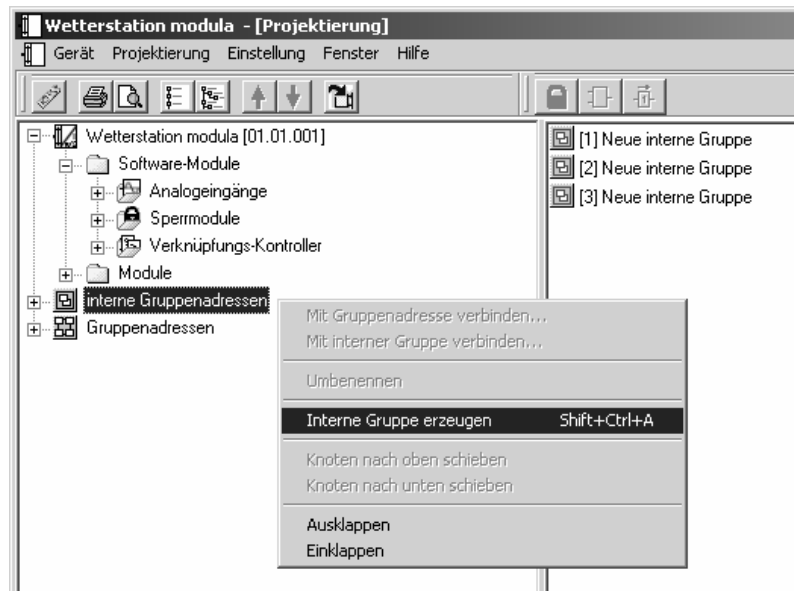 Wetterstation modula - [Projektierung]
Gerät Projektierung Einstellung Fenster Hilfe
Wetterstation modula [01.01.001]
Software-Module
Analogeingänge
Sperrmodule
Verknüpfungs-Kontroller
Module
interne Gruppenadressen
Gruppenadressen
[1] Neue interne Gruppe
[2] Neue interne Gruppe
[3] Neue interne Gruppe
Mit Gruppenadresse verbinden...
Mit interner Gruppe verbinden...
Umbenennen
Interne Gruppe erzeugen Shift+Ctrl+A
Knoten nach oben schieben
Knoten nach unten schieben
Ausklappen
Einklappen